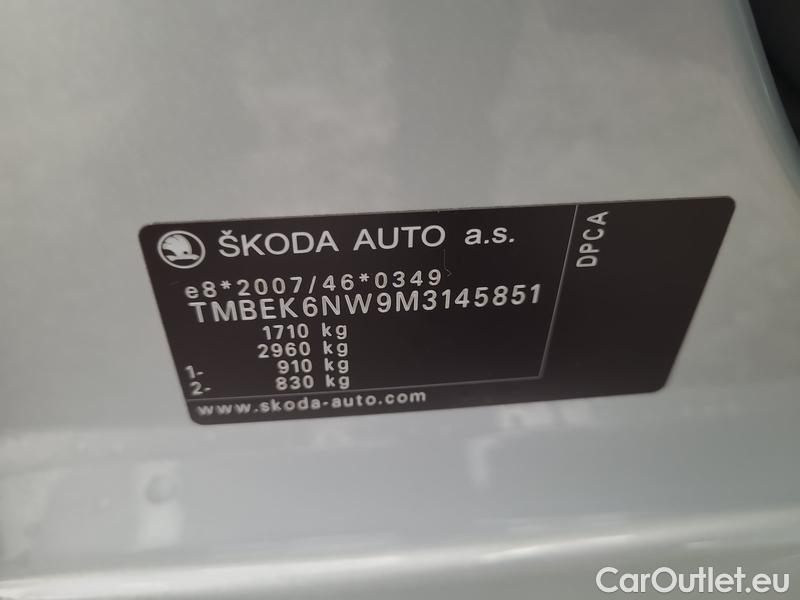 ŠKODA AUTO a.s.
e8*2007/46*0349
TMBEK6NW9M3145851
1710 kg
2960 kg
1- 910 kg
2- 830 kg
www.skoda-auto.com
DPCA
CarOutlet.eu